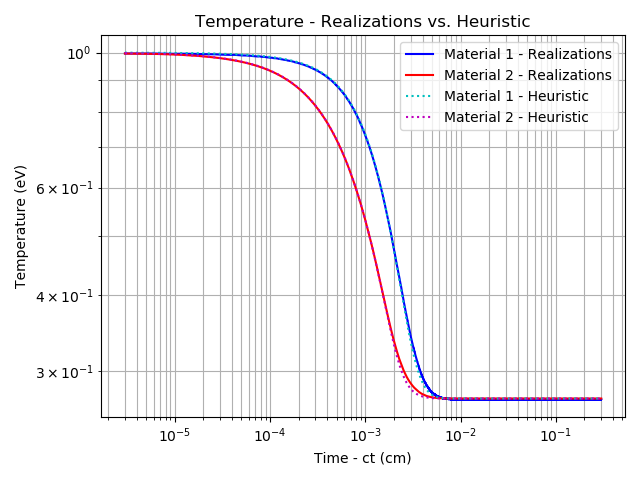 Temperature - Realizations vs. Heuristic
Material 1 - Realizations
Material 2 - Realizations
Material 1 - Heuristic
Material 2 - Heuristic
Temperature (eV)
10⁰
6 × 10⁻¹
4 × 10⁻¹
3 × 10⁻¹
10⁻⁵ 10⁻⁴ 10⁻³ 10⁻² 10⁻¹
Time - ct (cm)